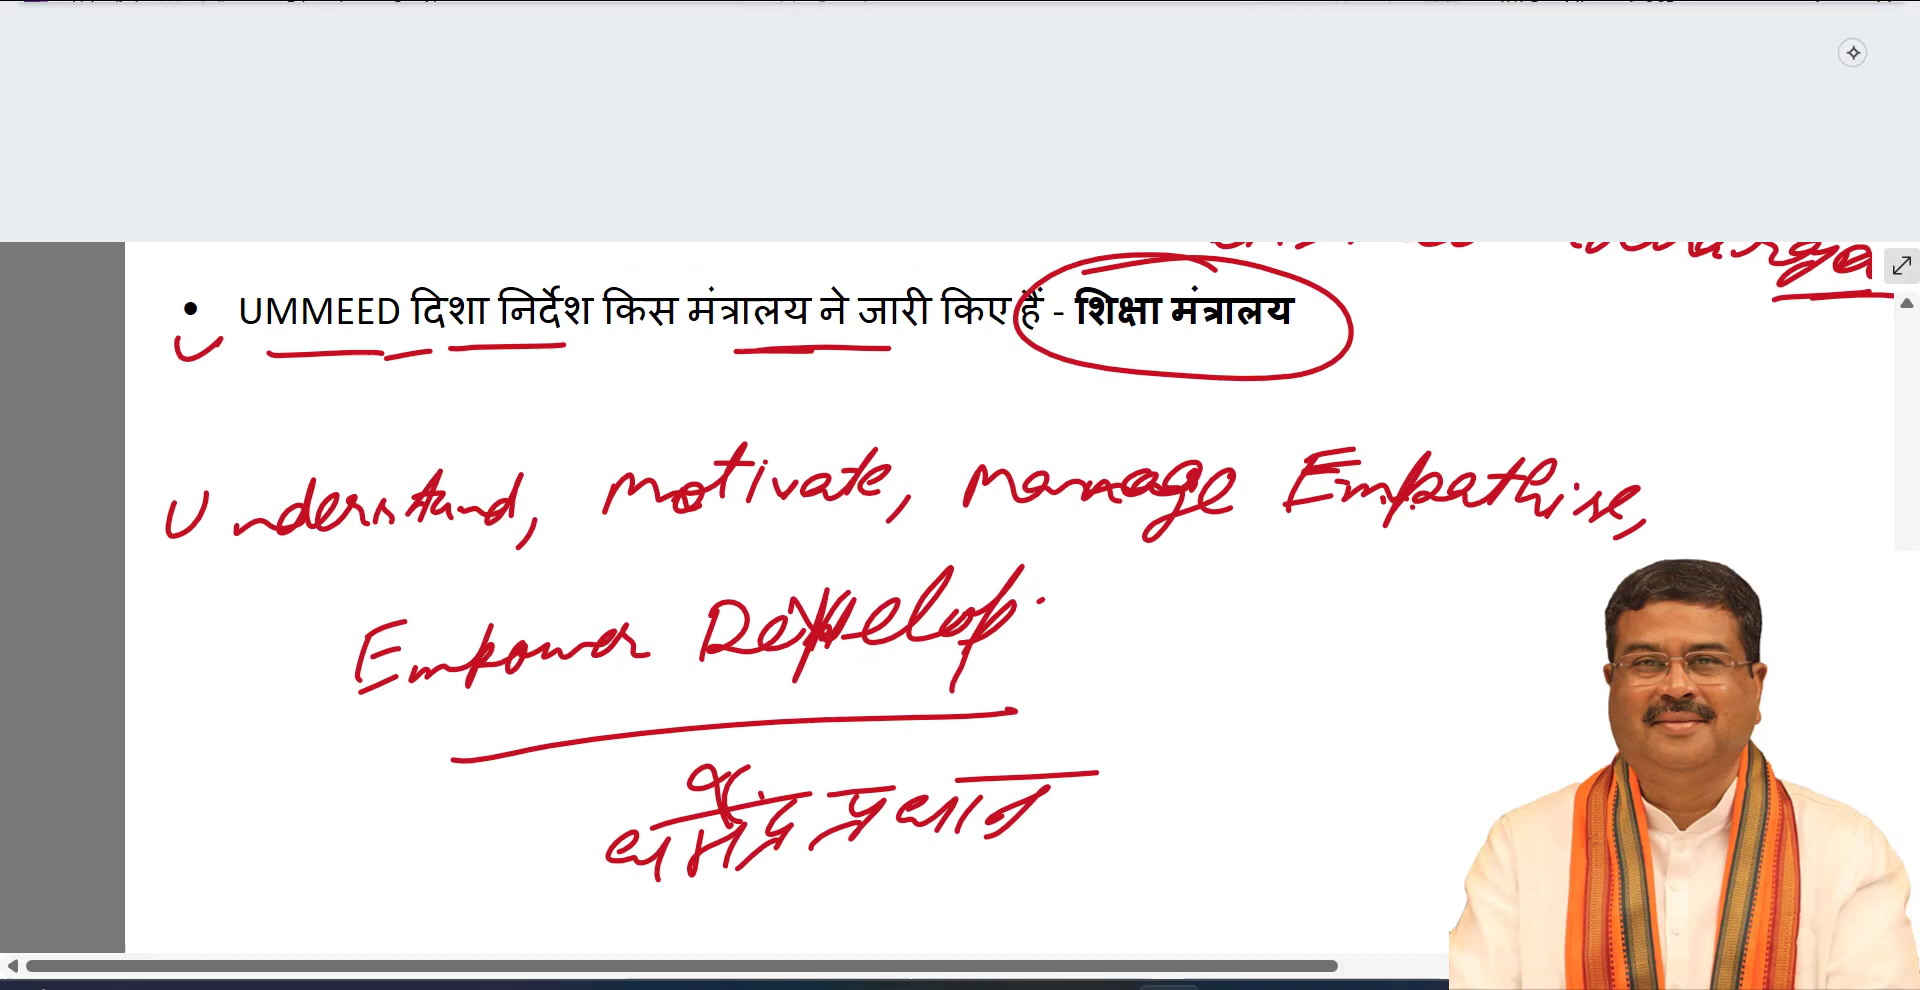 • UMMEED दिशा निर्देश किस मंत्रालय ने जारी किए हैं - शिक्षा मंत्रालय
Understand, motivate, Manage Empathise,
Empower Develop.
धर्मेंद्र प्रधान